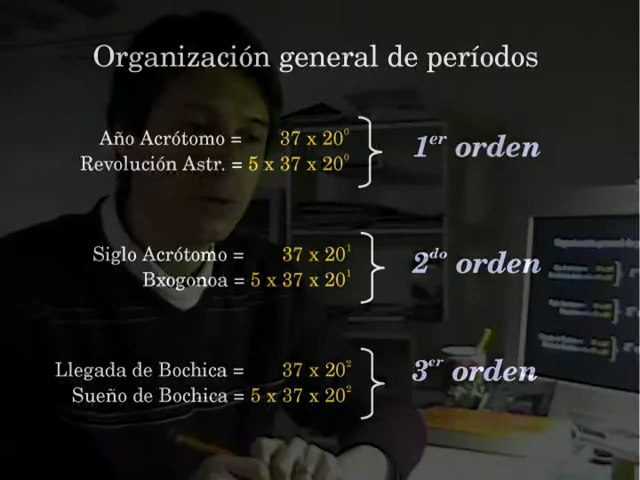 Organización general de períodos
Año Acrótomo = 37 x 20⁰
Revolución Astr. = 5 x 37 x 20⁰
1er orden
Siglo Acrótomo = 37 x 20¹
Bxogonoa = 5 x 37 x 20¹
2do orden
Llegada de Bochica = 37 x 20²
Sueño de Bochica = 5 x 37 x 20²
3er orden